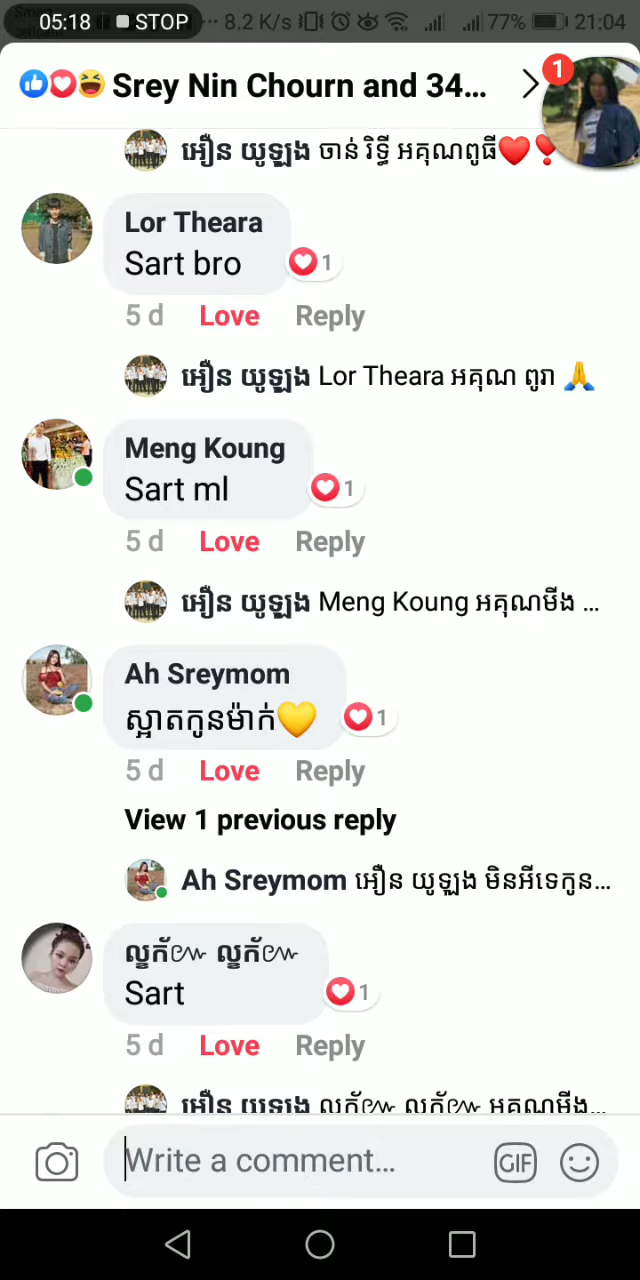 05:18 STOP 8.2 K/s 77% 21:04
Srey Nin Chourn and 34...
1
អឿន យូឡុង ចាន់ រិទ្ធី អគុណពូធី❤️❣️
Lor Theara
Sart bro
1
5 d Love Reply
អឿន យូឡុង Lor Theara អគុណ ពូរា 🙏
Meng Koung
Sart ml
1
5 d Love Reply
អឿន យូឡុង Meng Koung អគុណមីង ...
Ah Sreymom
ស្អាតកូនម៉ាក់💛
1
5 d Love Reply
View 1 previous reply
Ah Sreymom អឿន យូឡុង មិនអីទេកូន...
Sart
1
5 d Love Reply
អឿន យូឡុង
Write a comment...
GIF